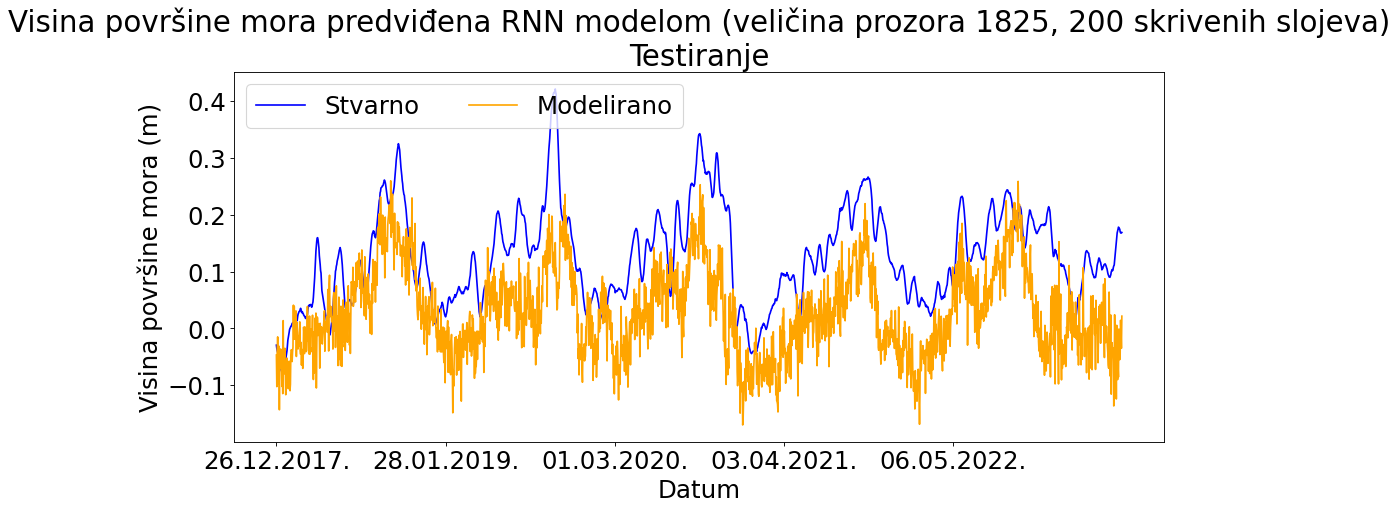 Visina površine mora predviđena RNN modelom (veličina prozora 1825, 200 skrivenih slojeva)
Testiranje
Stvarno
Modelirano
Visina površine mora (m)
0.4
0.3
0.2
0.1
0.0
−0.1
26.12.2017.
28.01.2019.
01.03.2020.
03.04.2021.
06.05.2022.
Datum